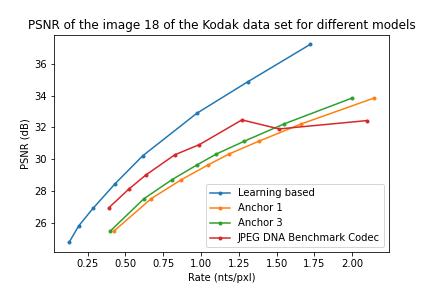 PSNR of the image 18 of the Kodak data set for different models
PSNR (dB)
36
34
32
30
28
26
Learning based
Anchor 1
Anchor 3
JPEG DNA Benchmark Codec
0.25 0.50 0.75 1.00 1.25 1.50 1.75 2.00
Rate (nts/pxl)